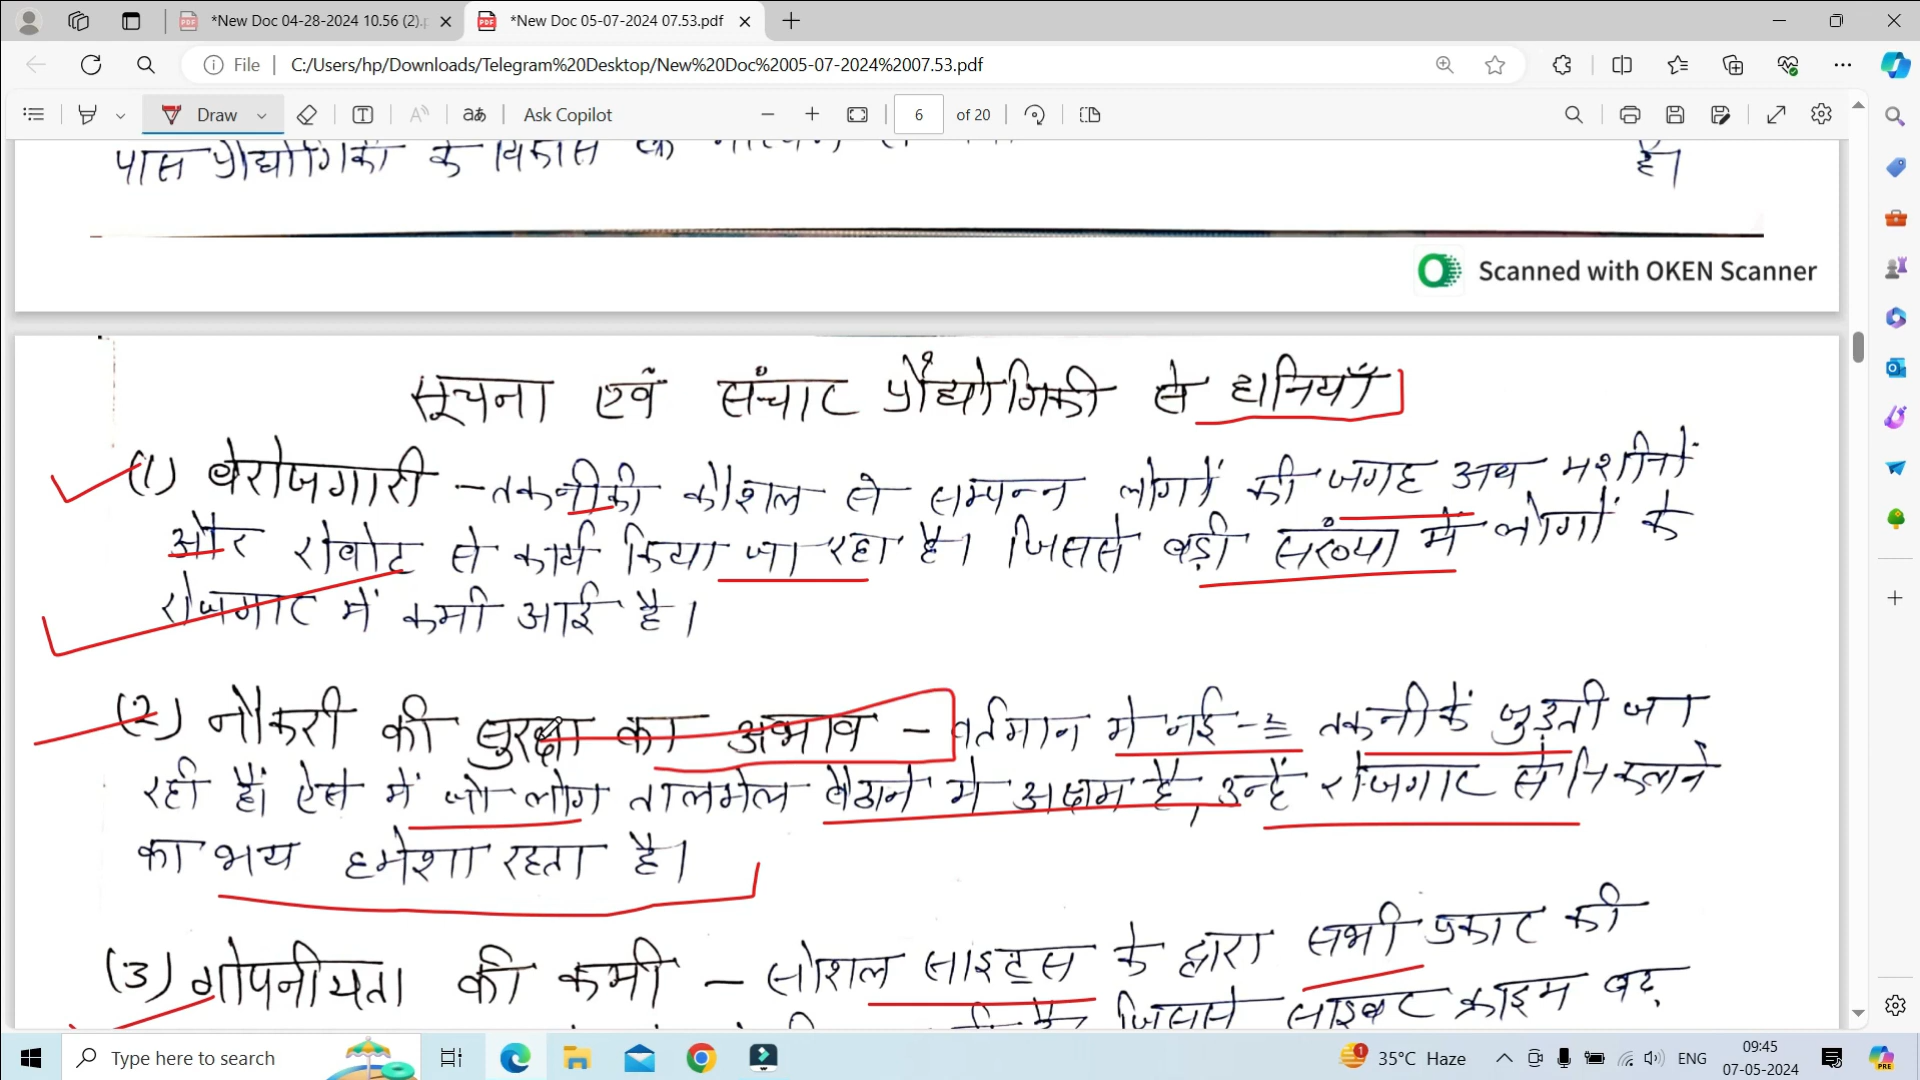 *New Doc 04-28-2024 10.56 (2).p
*New Doc 05-07-2024 07.53.pdf
File
C:/Users/hp/Downloads/Telegram%20Desktop/New%20Doc%2005-07-2024%2007.53.pdf
Draw
aあ
Ask Copilot
6 of 20
पास प्रौद्योगिकी के विकास के
है।
Scanned with OKEN Scanner
सूचना एवं संचार प्रौद्योगिकी से हानियाँ
(1) बेरोजगारी - तकनीकी कौशल से सम्पन्न लोगों की जगह अब मशीनों
और रोबोट से कार्य किया जा रहा है। जिससे बड़ी संख्या में लोगों के
रोजगार में कमी आई है।
(2) नौकरी की सुरक्षा का अभाव - वर्तमान में नई-२ तकनीकें जुड़ती जा
रही हैं। ऐसे में जो लोग तालमेल बैठाने में अक्षम है, उन्हें रोजगार से निकलने
का भय हमेशा रहता है।
(3) गोपनीयता की कमी - सोशल साइट्स के द्वारा सभी प्रकार की
जिससे साइबर क्राइम बढ़
Type here to search
35°C Haze
ENG
09:45
07-05-2024